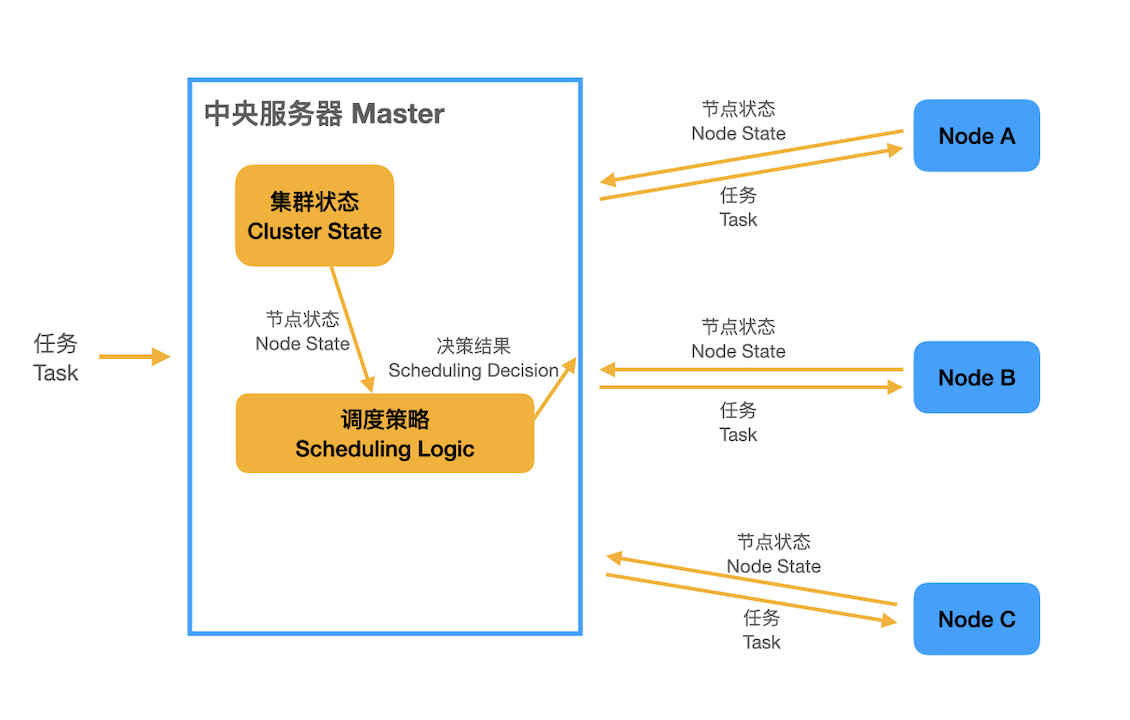 中央服务器 Master
集群状态
Cluster State
节点状态
Node State
决策结果
Scheduling Decision
调度策略
Scheduling Logic
任务
Task
节点状态
Node State
任务
Task
Node A
节点状态
Node State
任务
Task
Node B
节点状态
Node State
任务
Task
Node C